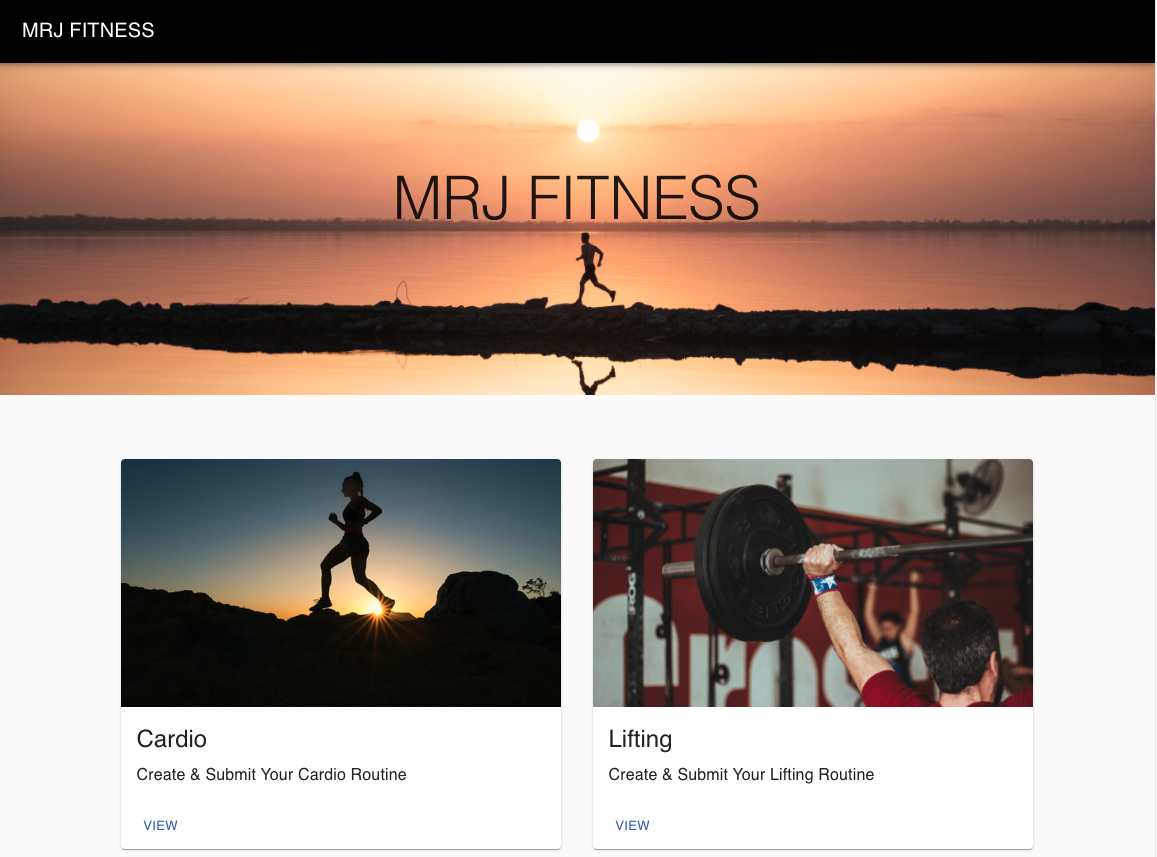 MRJ FITNESS
MRJ FITNESS
Cardio
Create & Submit Your Cardio Routine
VIEW
Lifting
Create & Submit Your Lifting Routine
VIEW